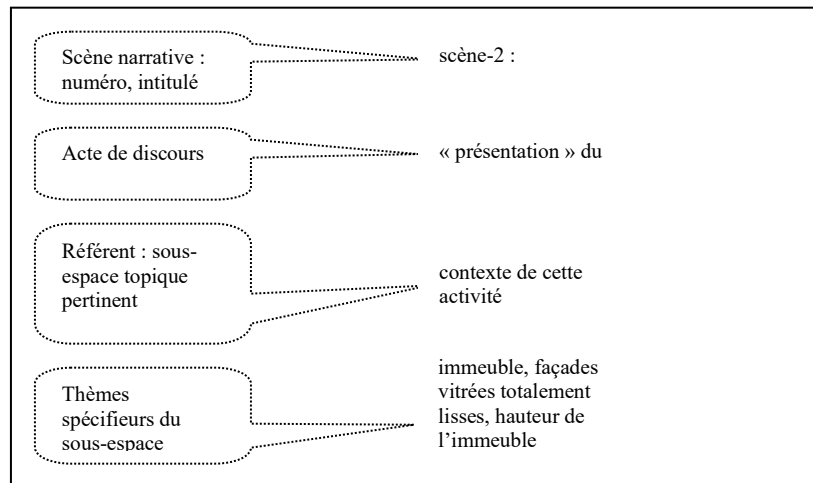 Scène narrative :
numéro, intitulé
scène-2 :
Acte de discours
« présentation » du
Référent : sous-
espace topique
pertinent
contexte de cette
activité
Thèmes
spécifieurs du
sous-espace
immeuble, façades
vitrées totalement
lisses, hauteur de
l’immeuble